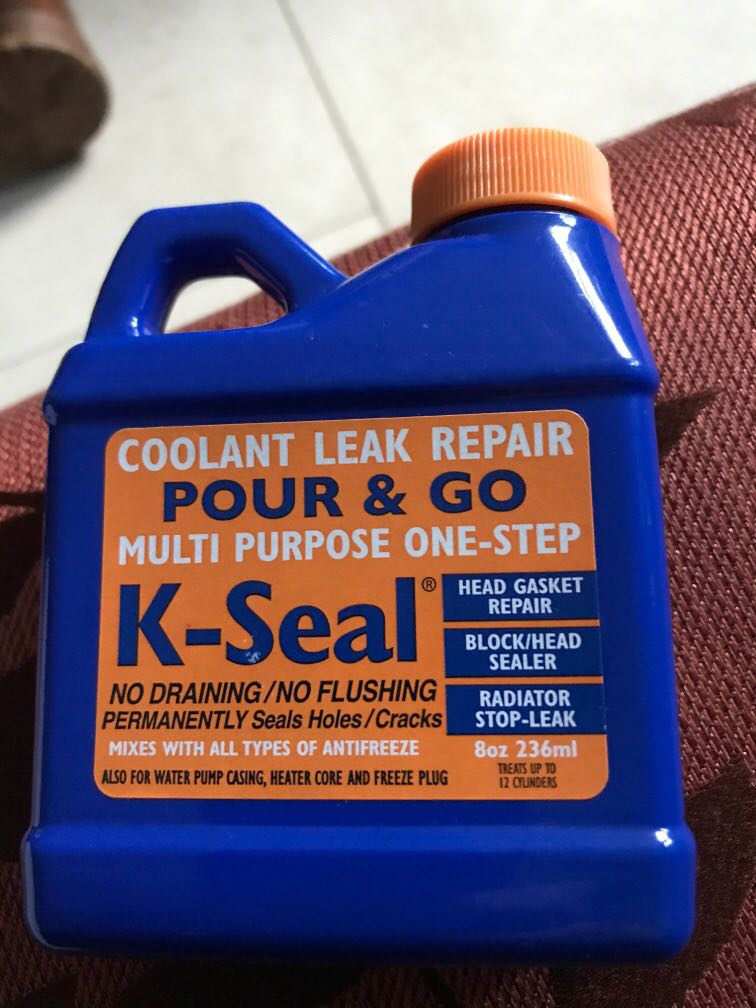 COOLANT LEAK REPAIR
POUR & GO
MULTI PURPOSE ONE-STEP
K-Seal®
HEAD GASKET
REPAIR
BLOCK/HEAD
SEALER
RADIATOR
STOP-LEAK
NO DRAINING/NO FLUSHING
PERMANENTLY Seals Holes/Cracks
MIXES WITH ALL TYPES OF ANTIFREEZE
8oz 236ml
ALSO FOR WATER PUMP CASING, HEATER CORE AND FREEZE PLUG
TREATS UP TO
12 CYLINDERS